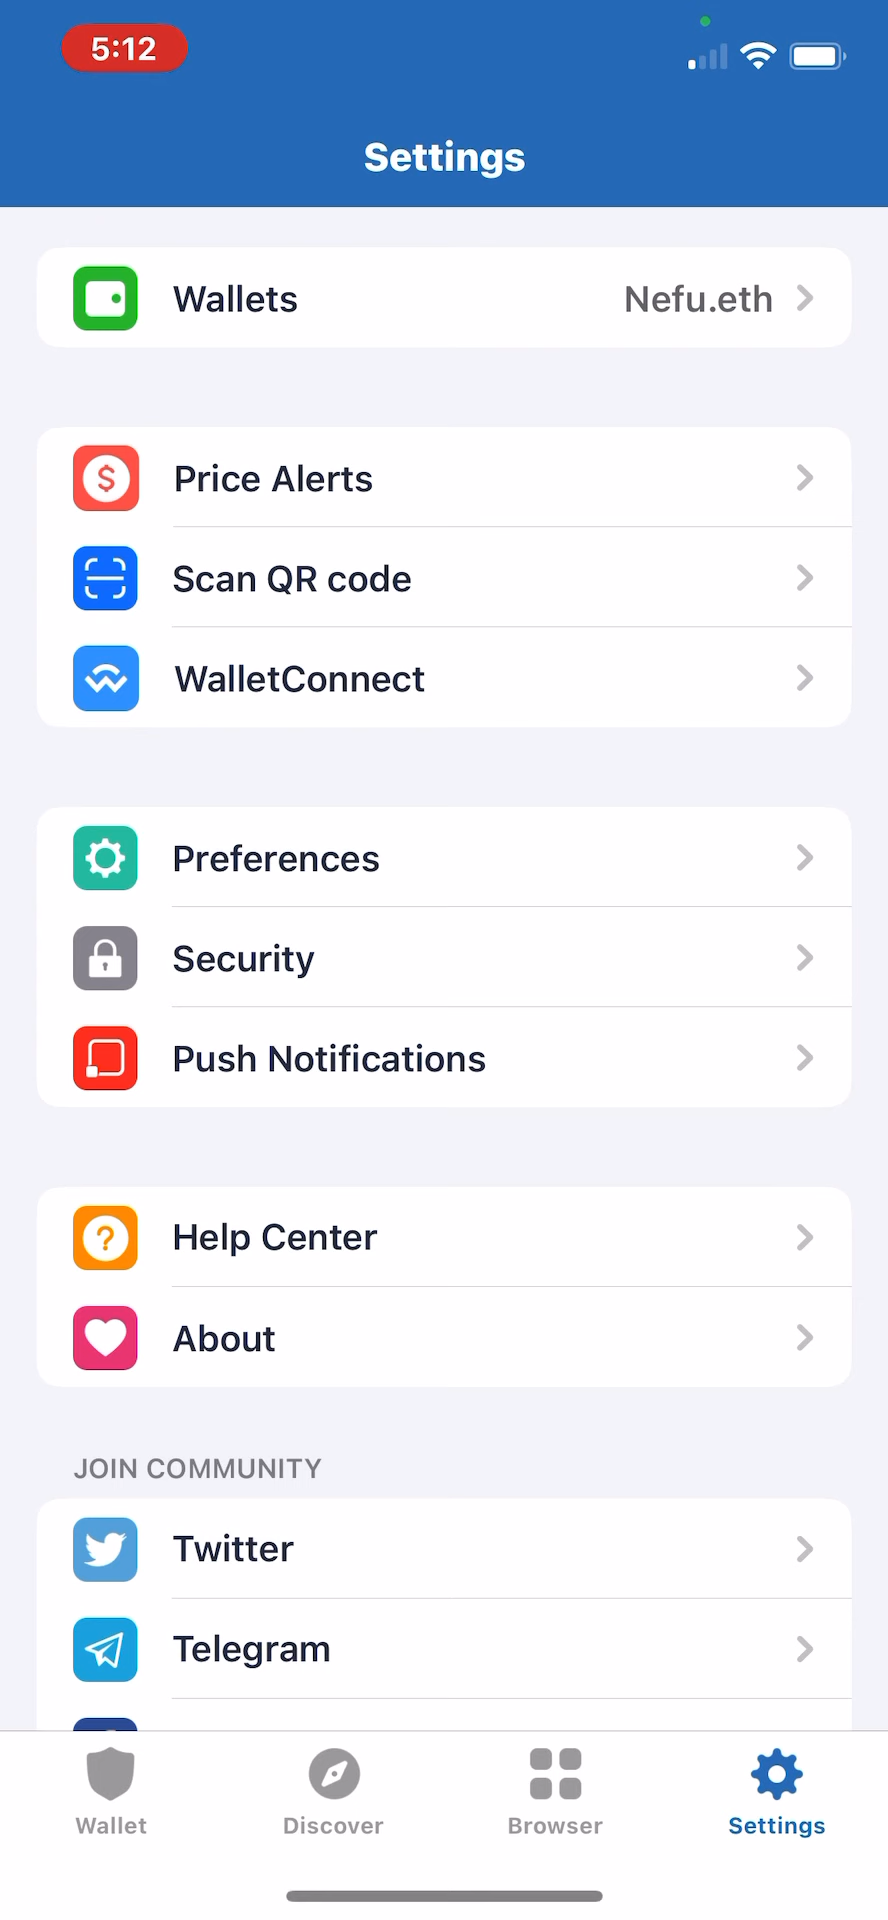 5:12
Settings
Wallets Nefu.eth
Price Alerts
Scan QR code
WalletConnect
Preferences
Security
Push Notifications
Help Center
About
JOIN COMMUNITY
Twitter
Telegram
Wallet Discover Browser Settings